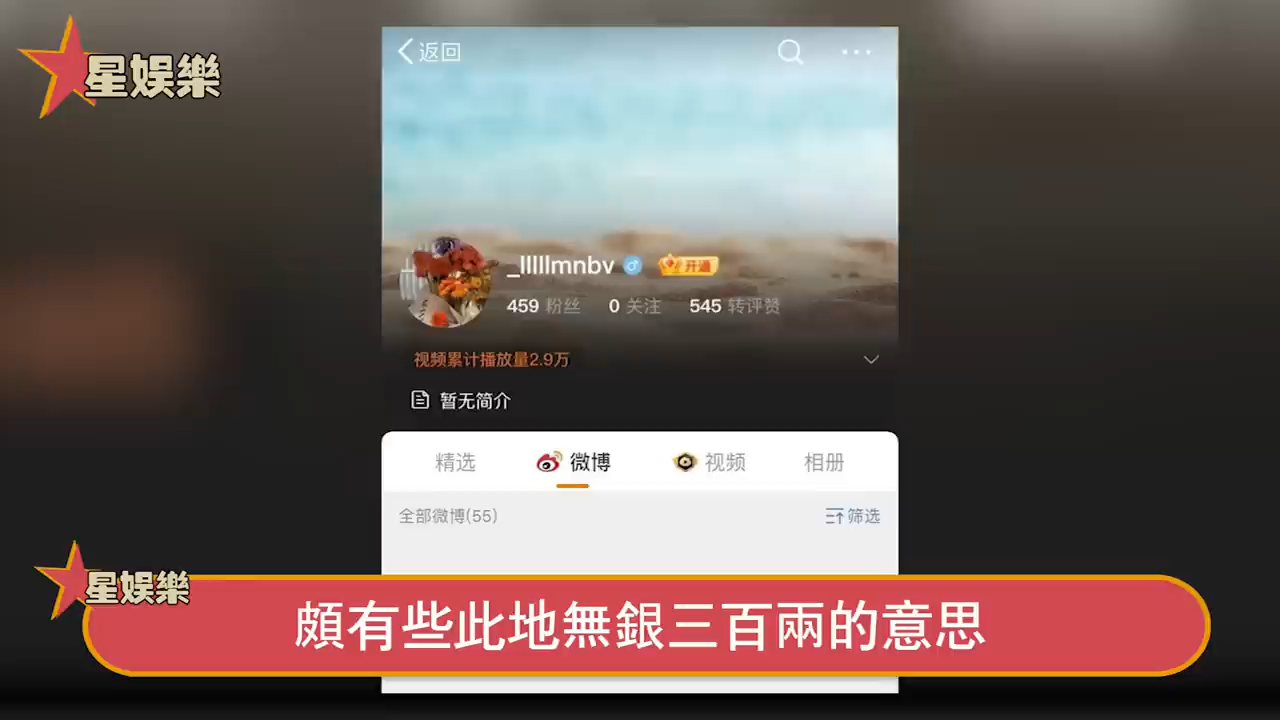 星娱樂
返回
_lllllmnbv 开通
459 粉丝 0 关注 545 转评赞
视频累计播放量2.9万
暂无简介
精选 微博 视频 相册
全部微博(55) 筛选
星娱樂
頗有些此地無銀三百兩的意思